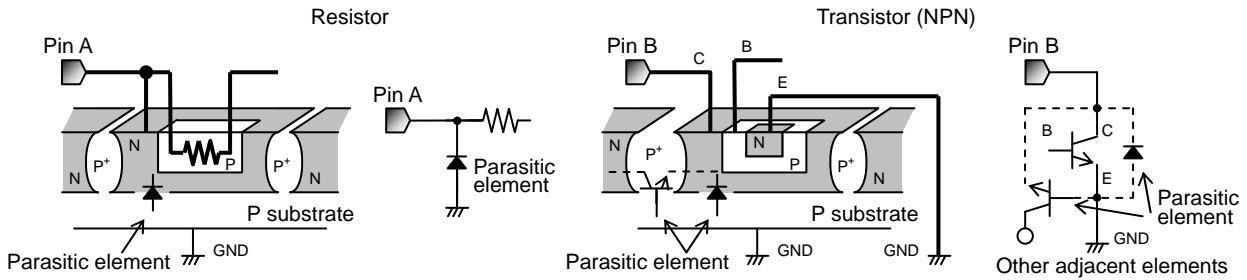 Resistor
Pin A
N
P+
N
P
P+
N
P substrate
Parasitic element
GND
Pin A
Parasitic
element
Transistor (NPN)
Pin B
C
B
E
N
P+
N
P
P+
N
P substrate
Parasitic element
GND
GND
Pin B
B
C
E
Parasitic
element
GND
Other adjacent elements